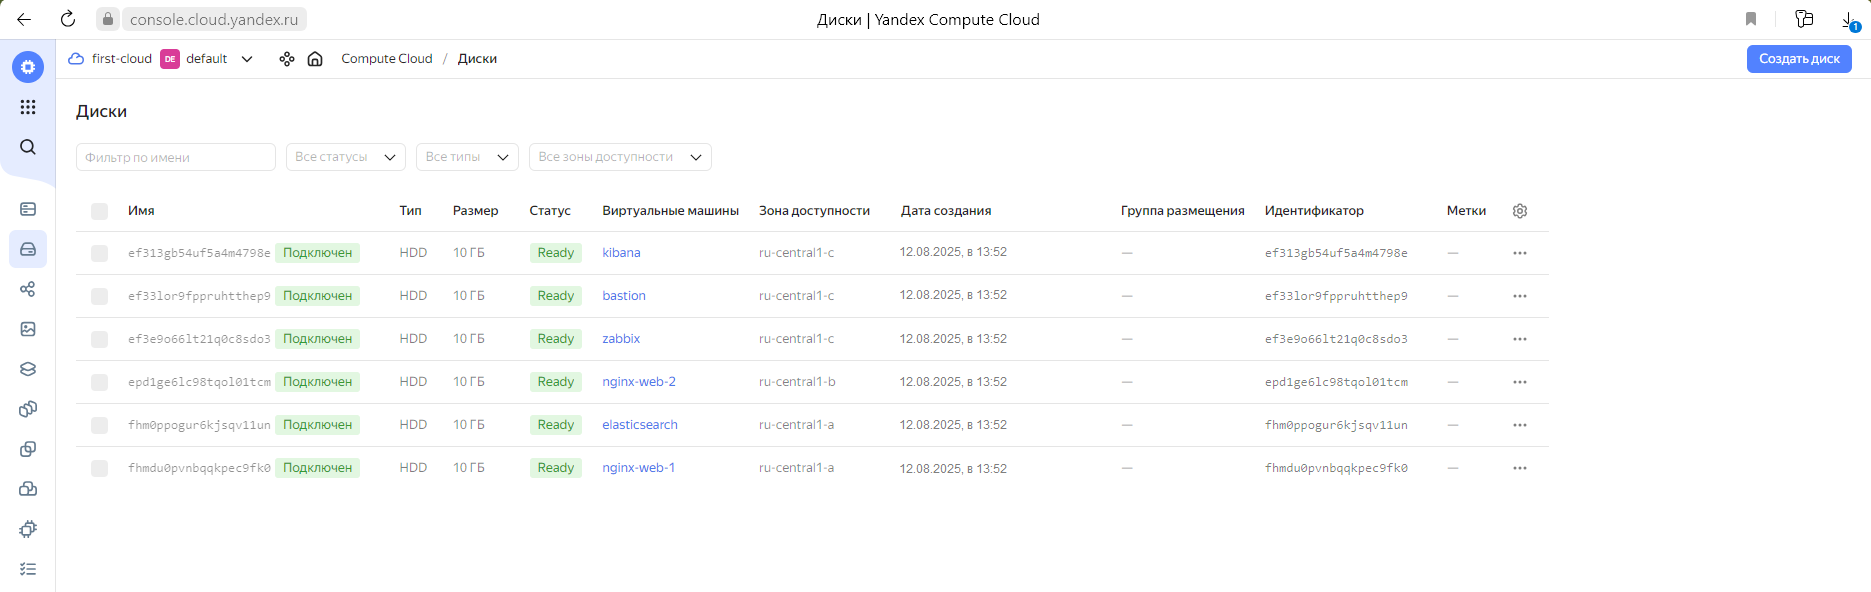 console.cloud.yandex.ru
Диски | Yandex Compute Cloud
1
first-cloud DE default Compute Cloud / Диски
Создать диск
Диски
Фильтр по имени Все статусы Все типы Все зоны доступности
Имя Тип Размер Статус Виртуальные машины Зона доступности Дата создания Группа размещения Идентификатор Метки
ef313gb54uf5a4m4798e Подключен HDD 10 ГБ Ready kibana ru-central1-c 12.08.2025, в 13:52 — ef313gb54uf5a4m4798e —
ef33lor9fppruhtthep9 Подключен HDD 10 ГБ Ready bastion ru-central1-c 12.08.2025, в 13:52 — ef33lor9fppruhtthep9 —
ef3e9o66lt21q0c8sdo3 Подключен HDD 10 ГБ Ready zabbix ru-central1-c 12.08.2025, в 13:52 — ef3e9o66lt21q0c8sdo3 —
epd1ge6lc98tqol01tcm Подключен HDD 10 ГБ Ready nginx-web-2 ru-central1-b 12.08.2025, в 13:52 — epd1ge6lc98tqol01tcm —
fhm0ppogur6kjsqv11un Подключен HDD 10 ГБ Ready elasticsearch ru-central1-a 12.08.2025, в 13:52 — fhm0ppogur6kjsqv11un —
fhmdu0pvnbqqkpec9fk0 Подключен HDD 10 ГБ Ready nginx-web-1 ru-central1-a 12.08.2025, в 13:52 — fhmdu0pvnbqqkpec9fk0 —